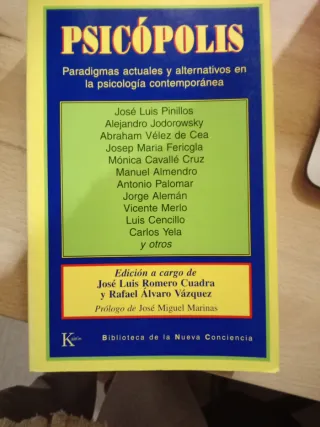 PSICÓPOLIS
Paradigmas actuales y alternativos en
la psicología contemporánea
José Luis Pinillos
Alejandro Jodorowsky
Abraham Vélez de Cea
Josep Maria Fericgla
Mónica Cavallé Cruz
Manuel Almendro
Antonio Palomar
Jorge Alemán
Vicente Merlo
Luis Cencillo
Carlos Yela
y otros
Edición a cargo de
José Luis Romero Cuadra
y Rafael Álvaro Vázquez
Prólogo de José Miguel Marinas
Kairós
Biblioteca de la Nueva Conciencia